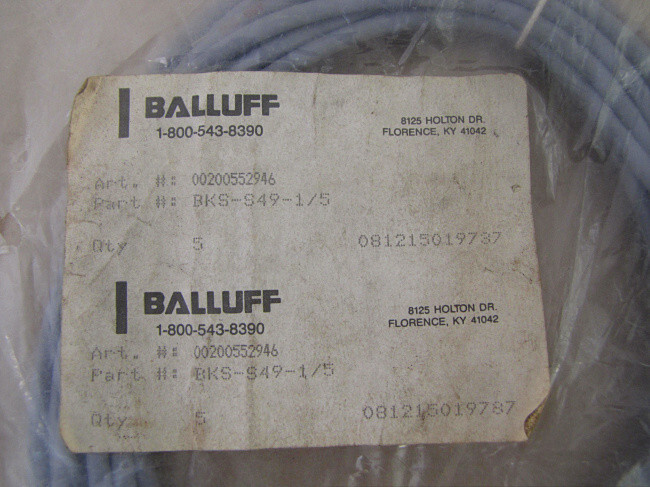 BALLUFF
1-800-543-8390
8125 HOLTON DR.
FLORENCE, KY 41042
Art. #: 00200552946
Part #: BKS-S49-1/5
Qty 5 081215019787
BALLUFF
1-800-543-8390
8125 HOLTON DR.
FLORENCE, KY 41042
Art. #: 00200552946
Part #: BKS-S49-1/5
Qty 5 081215019787